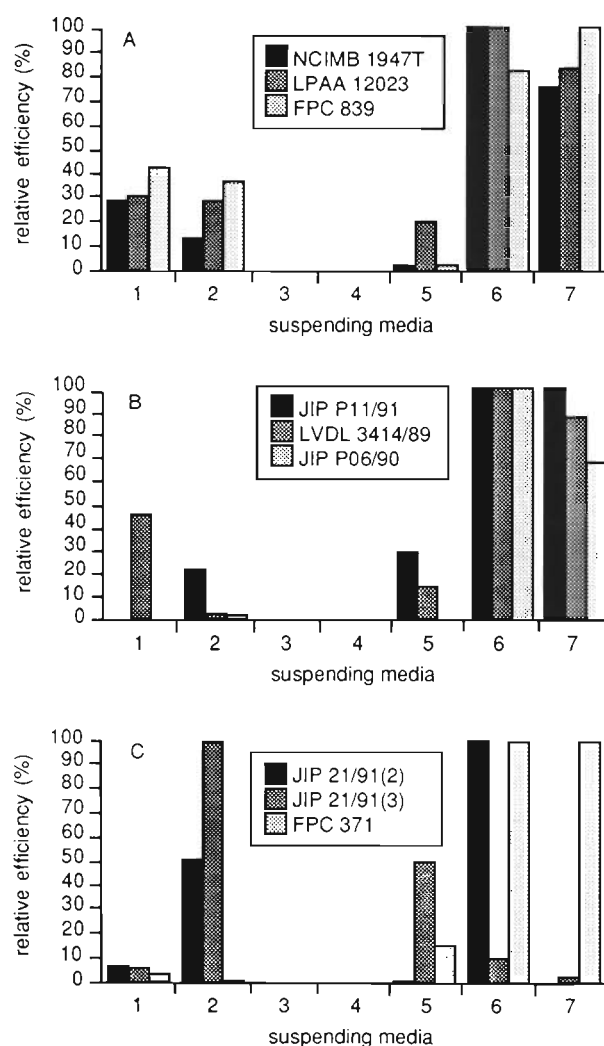 A
NCIMB 1947T
LPAA 12023
FPC 839
relative efficiency (%)
100
90
80
70
60
50
40
30
20
10
0
1 2 3 4 5 6 7
suspending media
B
JIP P11/91
LVDL 3414/89
JIP P06/90
relative efficiency (%)
100
90
80
70
60
50
40
30
20
10
0
1 2 3 4 5 6 7
suspending media
C
JIP 21/91(2)
JIP 21/91(3)
FPC 371
relative efficiency (%)
100
90
80
70
60
50
40
30
20
10
0
1 2 3 4 5 6 7
suspending media